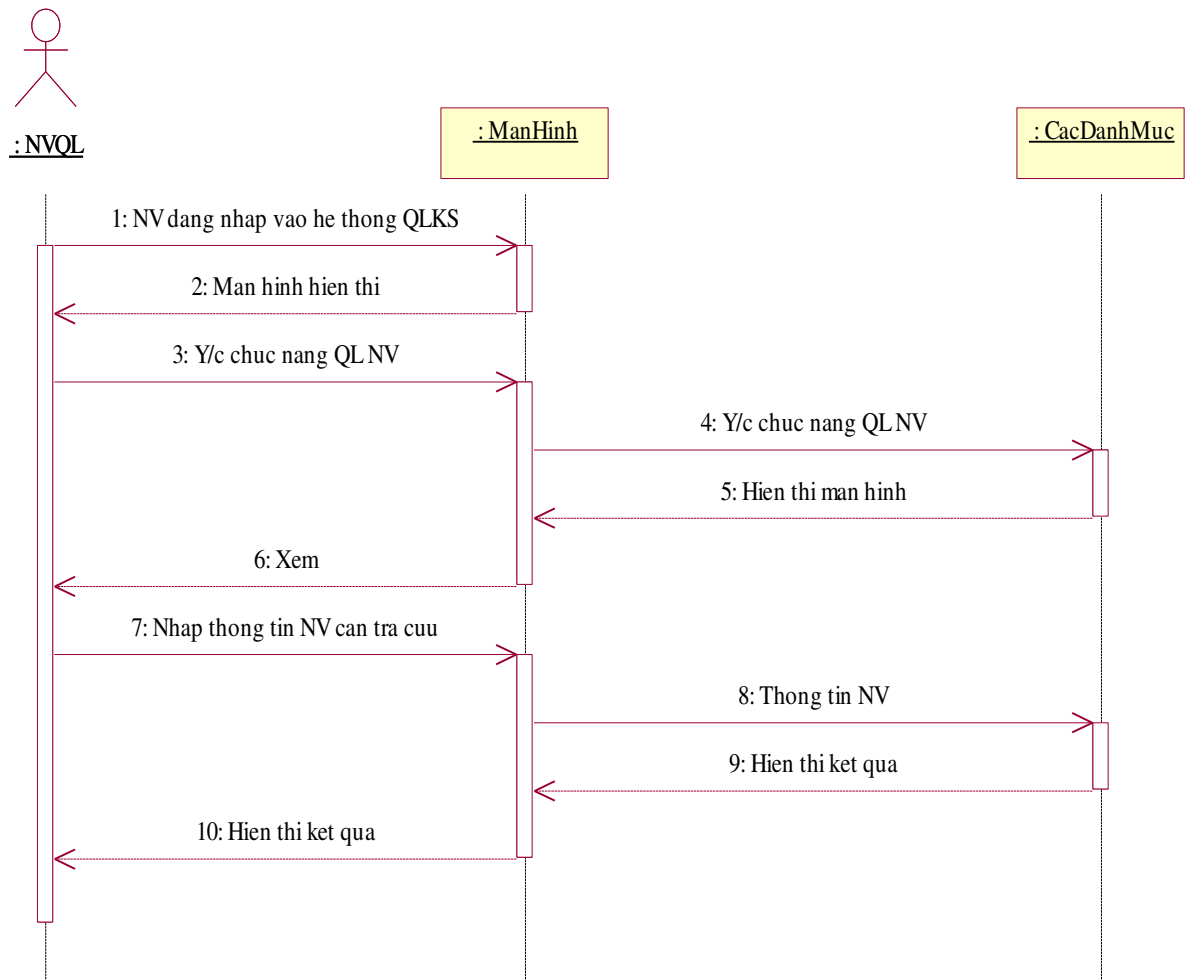 : NVQL
: ManHinh
: CacDanhMuc
1: NV dang nhap vao he thong QLKS
2: Man hinh hien thi
3: Y/c chuc nang QL NV
4: Y/c chuc nang QL NV
5: Hien thi man hinh
6: Xem
7: Nhap thong tin NV can tra cuu
8: Thong tin NV
9: Hien thi ket qua
10: Hien thi ket qua